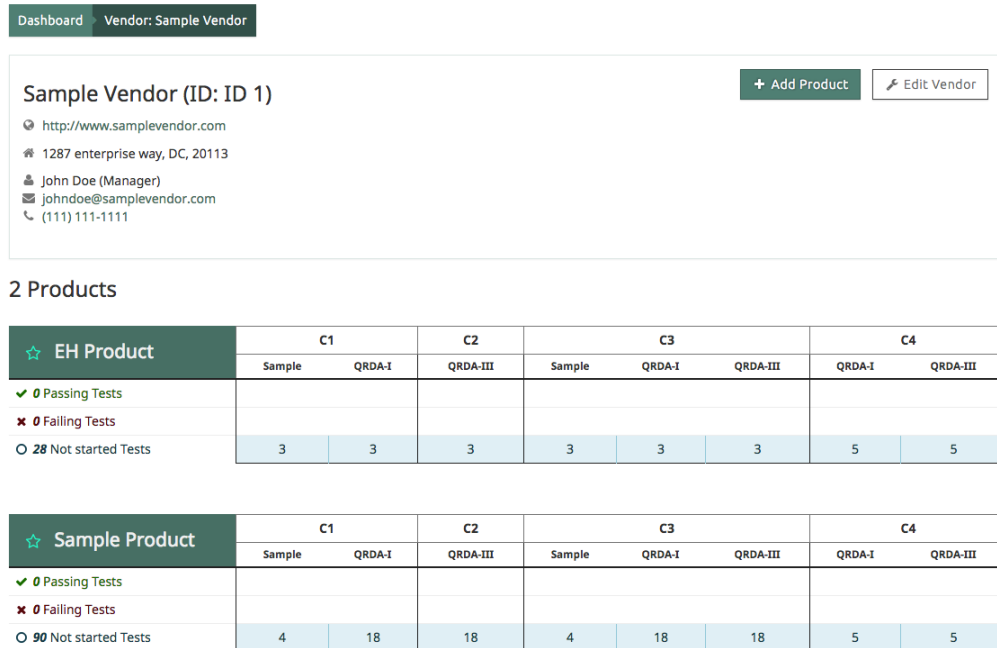 Dashboard Vendor: Sample Vendor
Sample Vendor (ID: ID 1)
+ Add Product
Edit Vendor
http://www.samplevendor.com
1287 enterprise way, DC, 20113
John Doe (Manager)
johndoe@samplevendor.com
(111) 111-1111
2 Products
EH Product
C1 C2 C3 C4
Sample QRDA-I QRDA-III Sample QRDA-I QRDA-III QRDA-I QRDA-III
0 Passing Tests
0 Failing Tests
28 Not started Tests 3 3 3 3 3 3 5 5
Sample Product
C1 C2 C3 C4
Sample QRDA-I QRDA-III Sample QRDA-I QRDA-III QRDA-I QRDA-III
0 Passing Tests
0 Failing Tests
90 Not started Tests 4 18 18 4 18 18 5 5